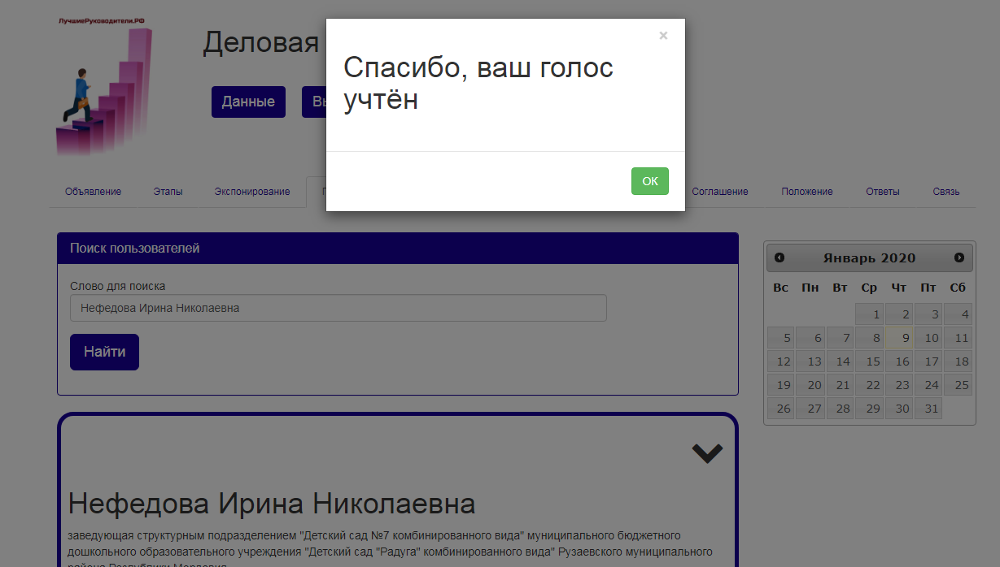 ЛучшиеРуководители.РФ
Деловая
Данные
Вы
Спасибо, ваш голос
учтён
×
ОК
Объявление Этапы Экспонирование Соглашение Положение Ответы Связь
Поиск пользователей
Слово для поиска
Нефедова Ирина Николаевна
Найти
Январь 2020
Вс Пн Вт Ср Чт Пт Сб
1 2 3 4
5 6 7 8 9 10 11
12 13 14 15 16 17 18
19 20 21 22 23 24 25
26 27 28 29 30 31
Нефедова Ирина Николаевна
заведующая структурным подразделением "Детский сад №7 комбинированного вида" муниципального бюджетного
дошкольного образовательного учреждения "Детский сад "Радуга" комбинированного вида" Рузаевского муниципального
района Республики Мордовия